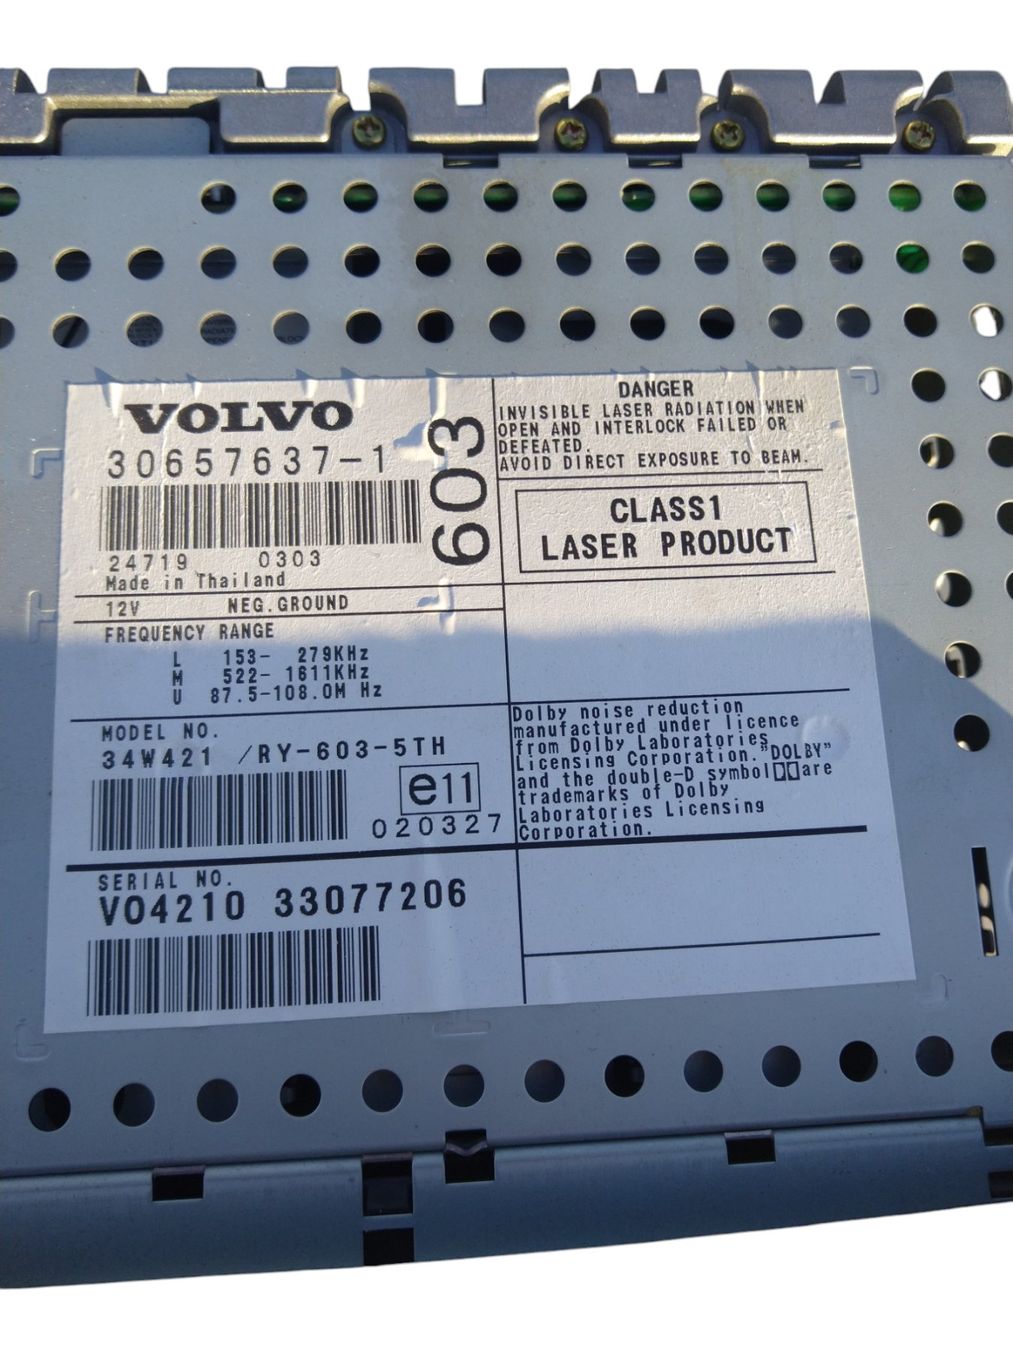 VOLVO
30657637-1
603
24719 0303
Made in Thailand
12V NEG.GROUND
FREQUENCY RANGE
L 153- 279KHz
M 522- 1611KHz
U 87.5-108.0M Hz
MODEL NO.
34W421 /RY-603-5TH
e11
020327
SERIAL NO.
VO4210 33077206
DANGER
INVISIBLE LASER RADIATION WHEN
OPEN AND INTERLOCK FAILED OR
DEFEATED.
AVOID DIRECT EXPOSURE TO BEAM.
CLASS1
LASER PRODUCT
Dolby noise reduction
manufactured under licence
from Dolby Laboratories
Licensing Corporation."DOLBY"
and the double-D symbol are
trademarks of Dolby
Laboratories Licensing
Corporation.